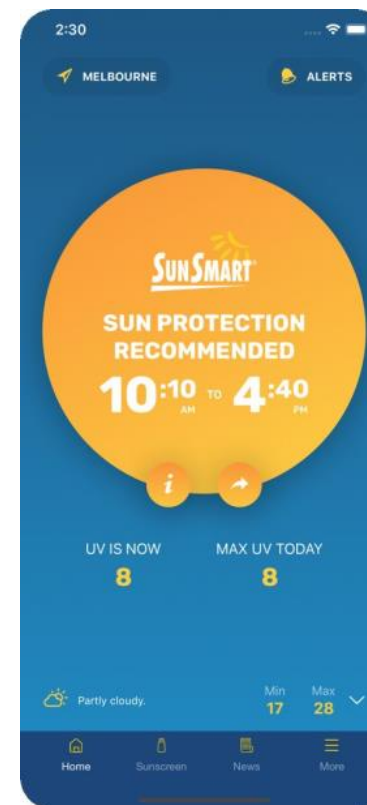 2:30
MELBOURNE
ALERTS
SUNSMART
SUN PROTECTION
RECOMMENDED
10:10 AM TO 4:40 PM
i
UV IS NOW
MAX UV TODAY
8
8
Partly cloudy.
Min
Max
17
28
Home
Sunscreen
News
More